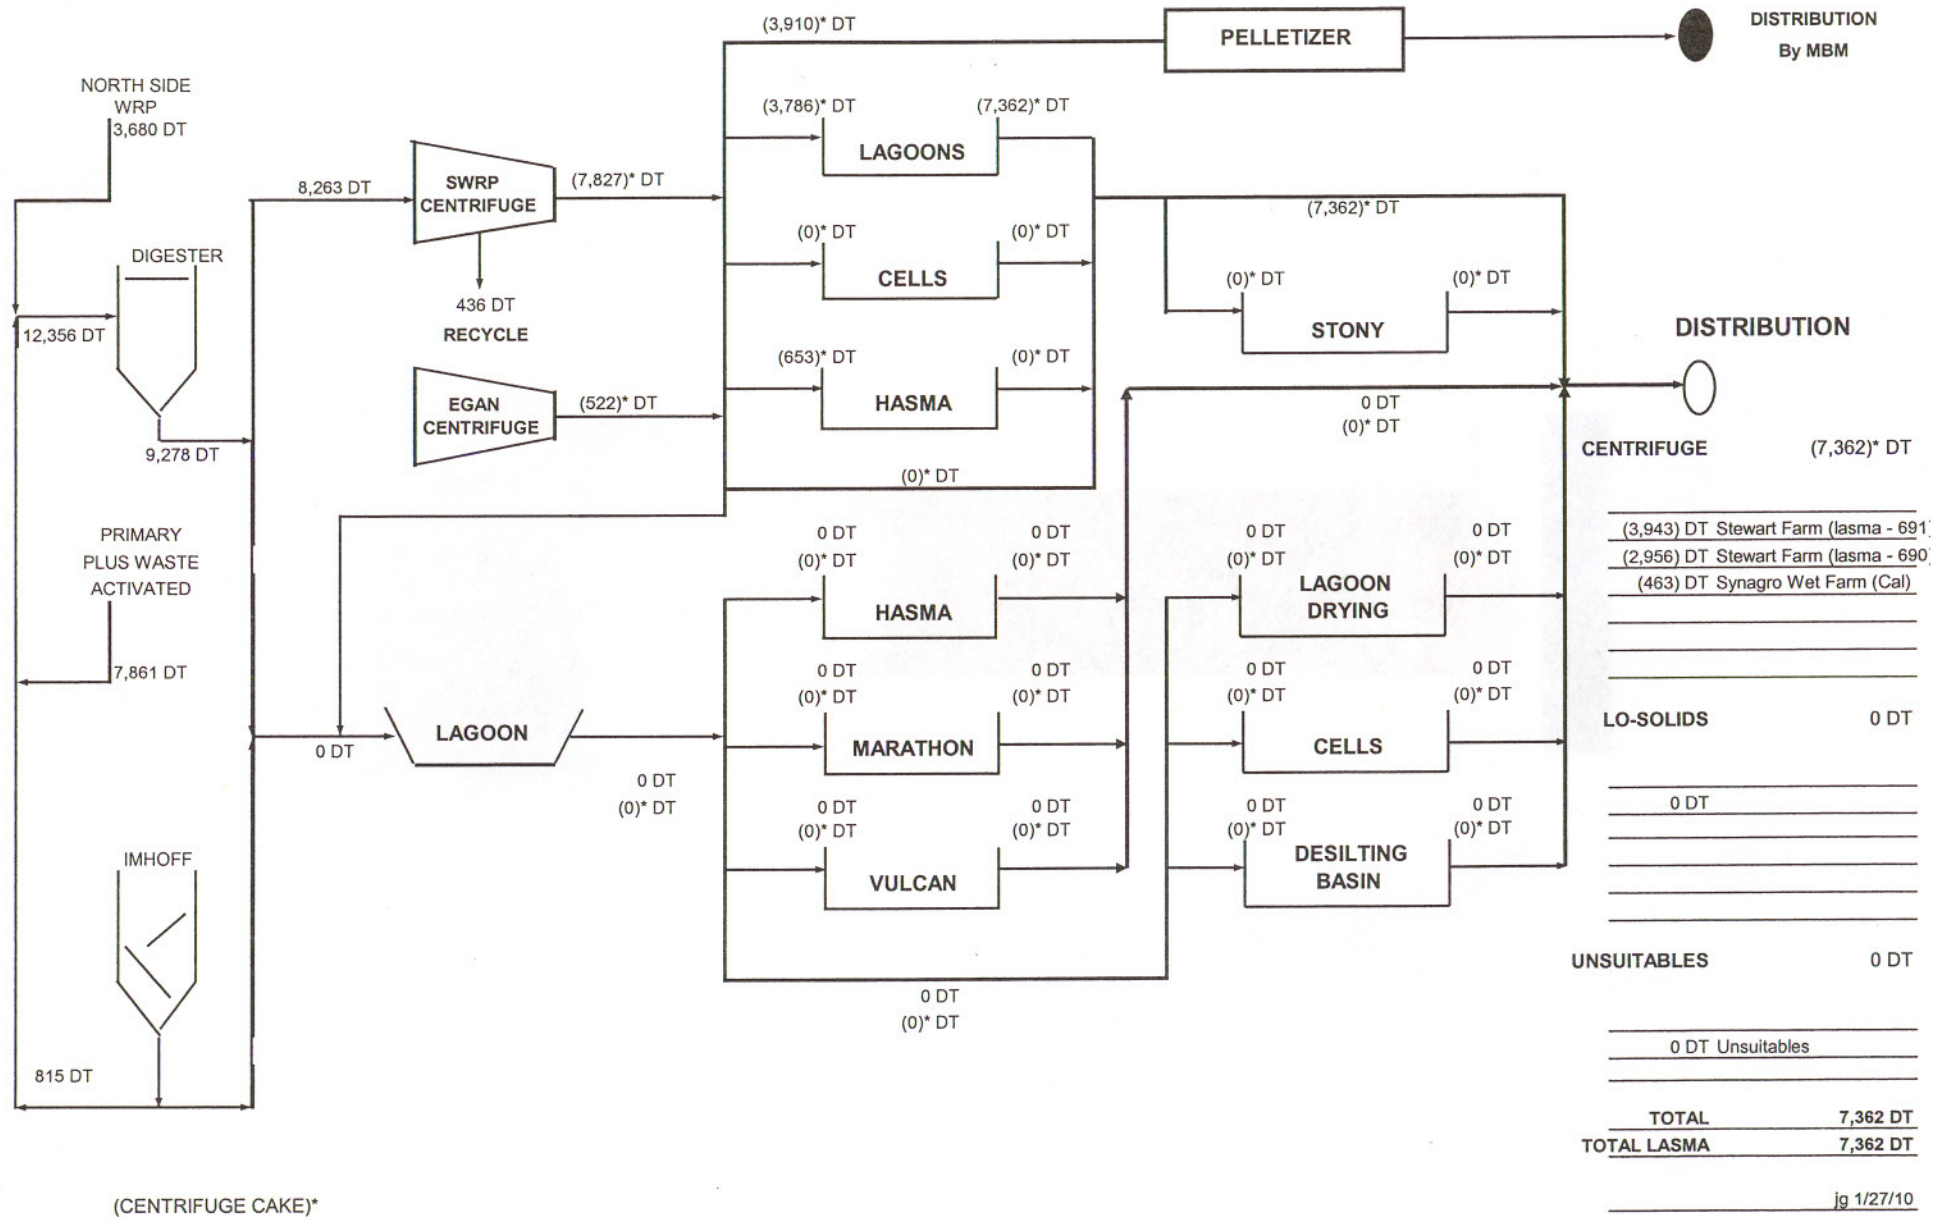 (3,910)* DT
PELLETIZER
DISTRIBUTION
By MBM
NORTH SIDE
WRP
3,680 DT
(3,786)* DT
(7,362)* DT
LAGOONS
8,263 DT
SWRP
CENTRIFUGE
(7,827)* DT
(7,362)* DT
436 DT
RECYCLE
(0)* DT
(0)* DT
CELLS
DIGESTER
12,356 DT
9,278 DT
(0)* DT
(0)* DT
STONY
DISTRIBUTION
(653)* DT
(0)* DT
HASMA
EGAN
CENTRIFUGE
(522)* DT
0 DT
(0)* DT
(0)* DT
CENTRIFUGE (7,362)* DT
(3,943) DT Stewart Farm (lasma - 691
(2,956) DT Stewart Farm (lasma - 690
(463) DT Synagro Wet Farm (Cal)
PRIMARY
PLUS WASTE
ACTIVATED
7,861 DT
0 DT
(0)* DT
0 DT
(0)* DT
HASMA
0 DT
(0)* DT
0 DT
(0)* DT
LAGOON
DRYING
0 DT
LAGOON
0 DT
(0)* DT
0 DT
(0)* DT
0 DT
(0)* DT
MARATHON
0 DT
(0)* DT
0 DT
(0)* DT
CELLS
LO-SOLIDS 0 DT
0 DT
0 DT
(0)* DT
0 DT
(0)* DT
VULCAN
0 DT
(0)* DT
0 DT
(0)* DT
DESILTING
BASIN
IMHOFF
815 DT
0 DT
(0)* DT
UNSUITABLES 0 DT
0 DT Unsuitables
TOTAL 7,362 DT
TOTAL LASMA 7,362 DT
(CENTRIFUGE CAKE)*
jg 1/27/10